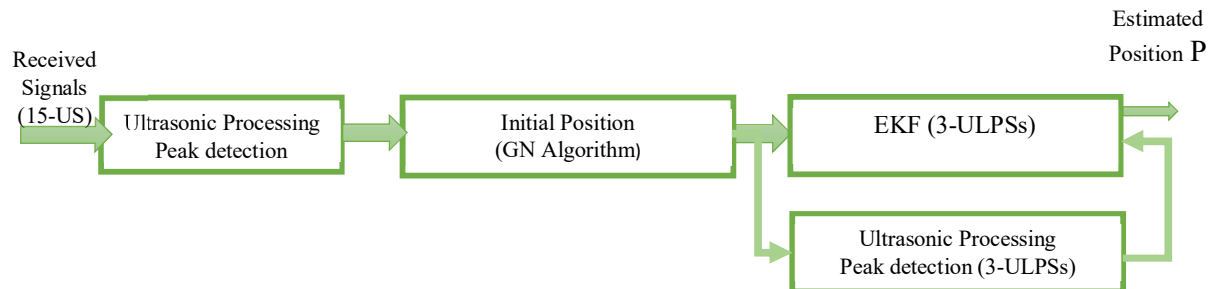 Received
Signals
(15-US)
Ultrasonic Processing
Peak detection
Initial Position
(GN Algorithm)
EKF (3-ULPSs)
Estimated
Position P
Ultrasonic Processing
Peak detection (3-ULPSs)